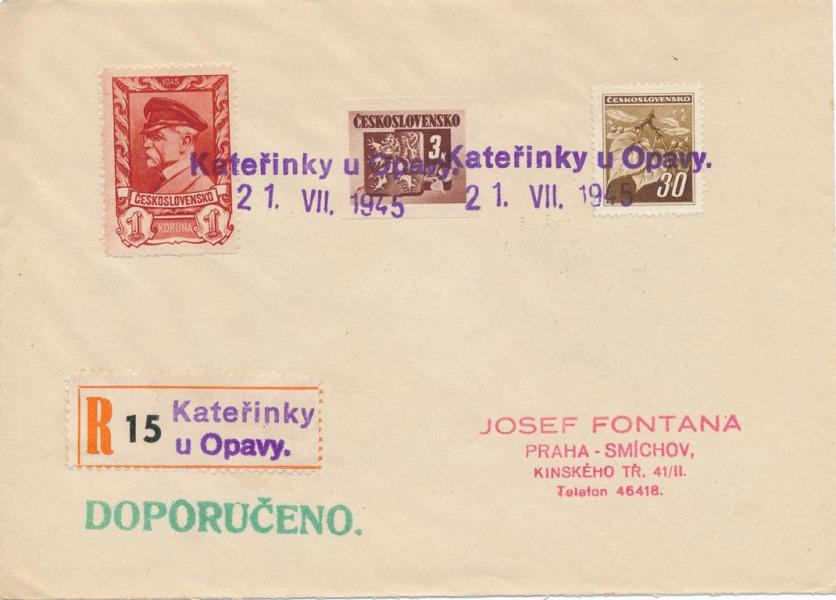 1945
ČESKOSLOVENSKO
1 KORUNA 1
ČESKOSLOVENSKO
3
ČESKOSLOVENSKO
30
Kateřinky u Opavy. Kateřinky u Opavy.
21. VII. 1945 21. VII. 1945
R 15 Kateřinky
u Opavy.
DOPORUČENO.
JOSEF FONTANA
PRAHA - SMÍCHOV,
KINSKÉHO TŘ. 41/II.
Telefon 46418.